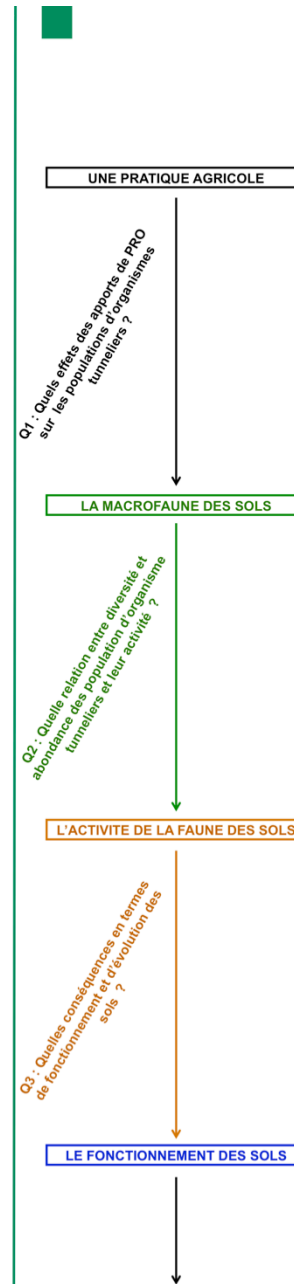 UNE PRATIQUE AGRICOLE
Q1 : Quels effets des apports de PRO
sur les populations d'organismes
tunneliers ?
LA MACROFAUNE DES SOLS
Q2 : Quelle relation entre diversité et
abondance des population d'organisme
tunneliers et leur activité ?
L'ACTIVITE DE LA FAUNE DES SOLS
Q3 : Quelles conséquences en termes
de fonctionnement et d'évolution des
sols ?
LE FONCTIONNEMENT DES SOLS